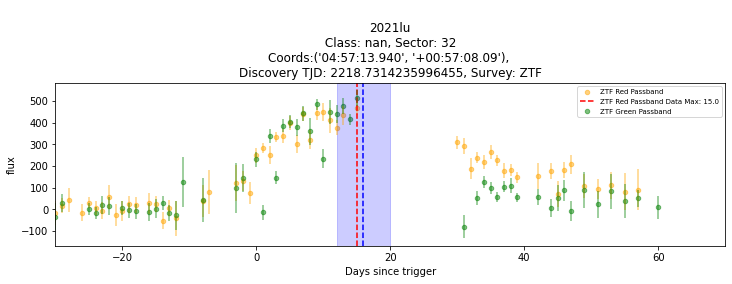 2021lu
Class: nan, Sector: 32
Coords:('04:57:13.940', '+00:57:08.09'),
Discovery TJD: 2218.7314235996455, Survey: ZTF
ZTF Red Passband
ZTF Red Passband Data Max: 15.0
ZTF Green Passband
flux
500
400
300
200
100
0
−100
−20
0
20
40
60
Days since trigger